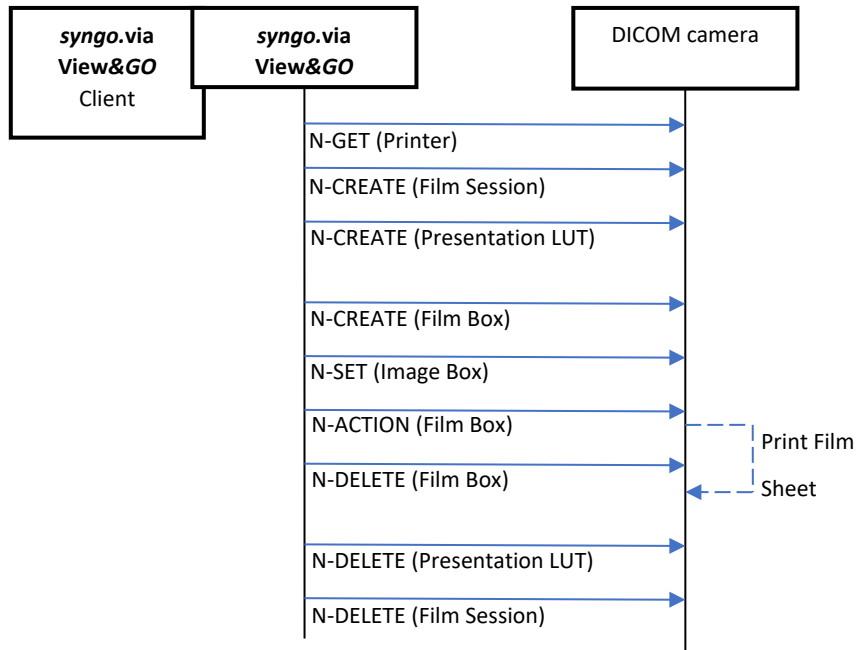 syngo.via
View&GO
Client
syngo.via
View&GO
DICOM camera
N-GET (Printer)
N-CREATE (Film Session)
N-CREATE (Presentation LUT)
N-CREATE (Film Box)
N-SET (Image Box)
N-ACTION (Film Box)
Print Film
N-DELETE (Film Box)
Sheet
N-DELETE (Presentation LUT)
N-DELETE (Film Session)